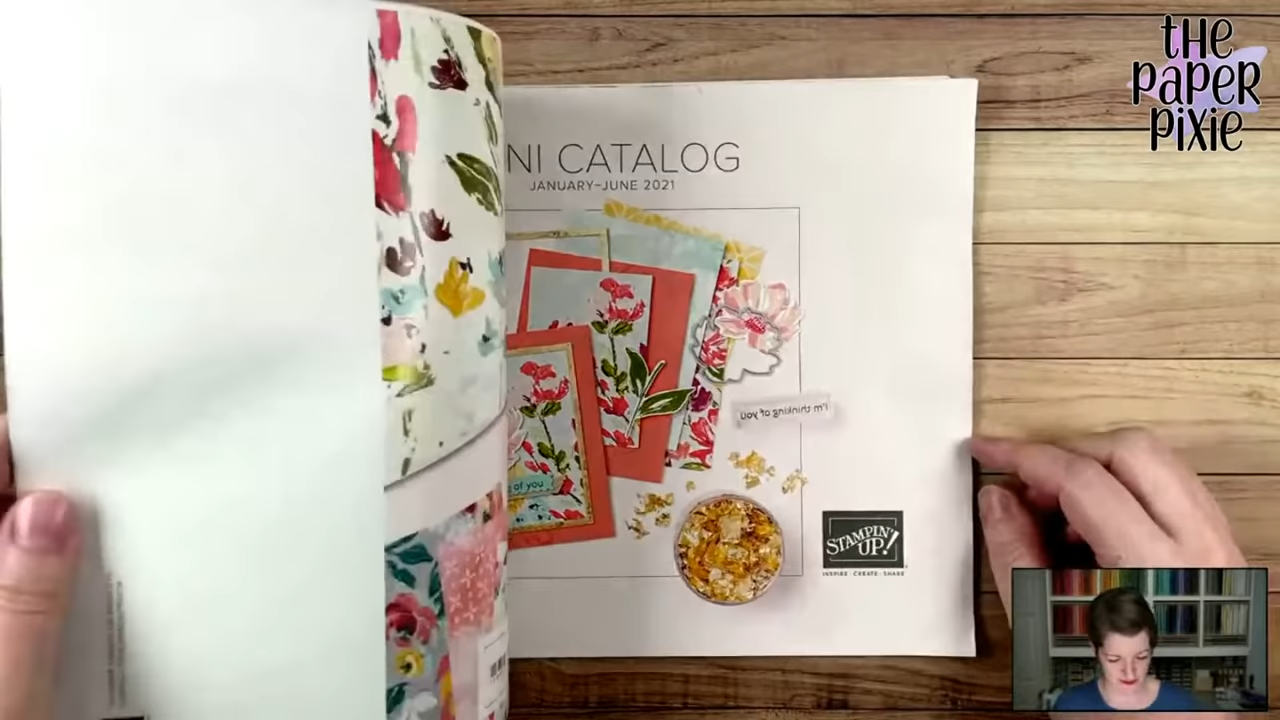 tHE
PAPER
PiXiE
NI CATALOG
JANUARY–JUNE 2021
I'm thinking of you
of you
STAMPIN'
UP!
INSPIRE · CREATE · SHARE